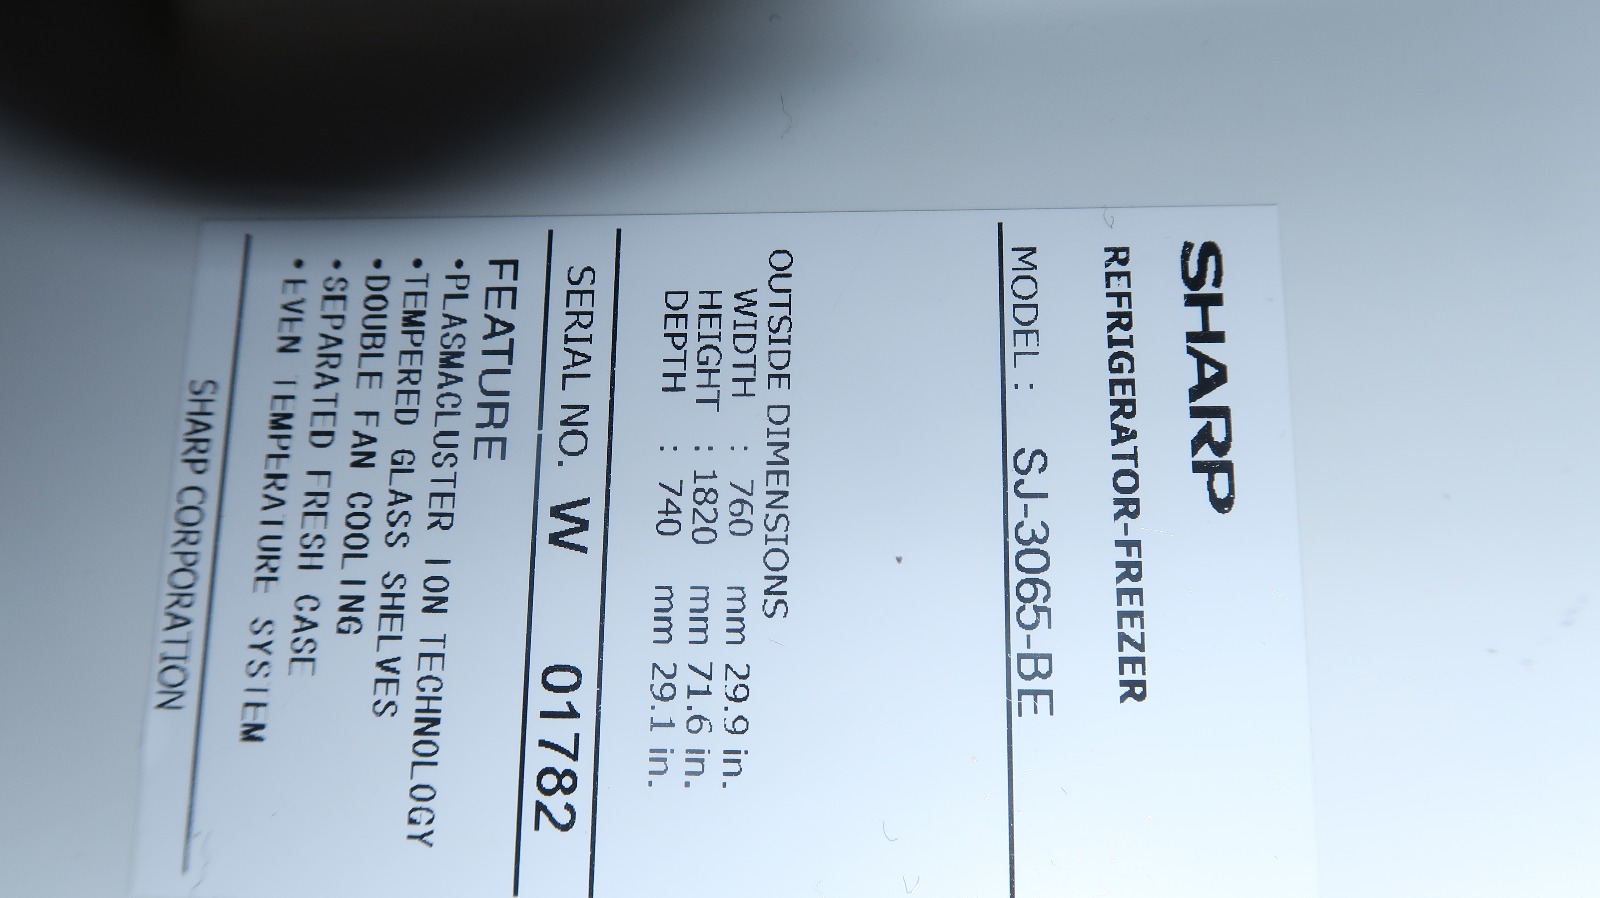 SHARP
REFRIGERATOR-FREEZER
MODEL : SJ-3065-BE
OUTSIDE DIMENSIONS
WIDTH : 760 mm 29.9 in.
HEIGHT : 1820 mm 71.6 in.
DEPTH : 740 mm 29.1 in.
SERIAL NO. W 01782
FEATURE
•PLASMACLUSTER ION TECHNOLOGY
•TEMPERED GLASS SHELVES
•DOUBLE FAN COOLING
•SEPARATED FRESH CASE
•EVEN TEMPERATURE SYSTEM
SHARP CORPORATION